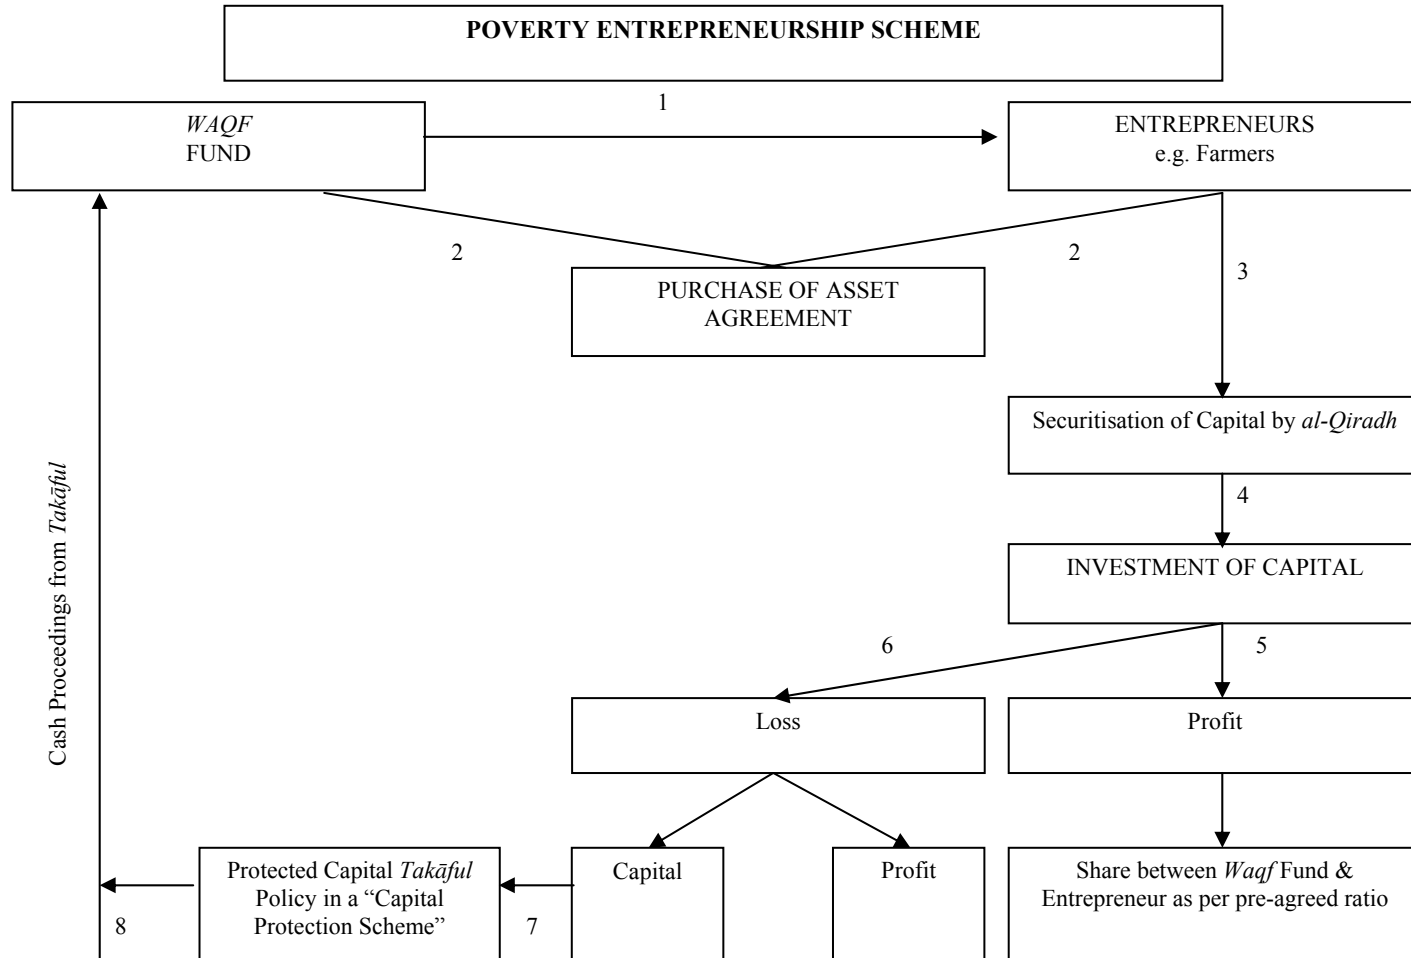 POVERTY ENTREPRENEURSHIP SCHEME
1
WAQF
FUND
ENTREPRENEURS
e.g. Farmers
2
2
3
PURCHASE OF ASSET
AGREEMENT
Securitisation of Capital by al-Qiradh
4
INVESTMENT OF CAPITAL
6
5
Loss
Profit
Cash Proceedings from Takāful
Protected Capital Takāful
Policy in a “Capital
Protection Scheme”
Capital
Profit
Share between Waqf Fund &
Entrepreneur as per pre-agreed ratio
8
7